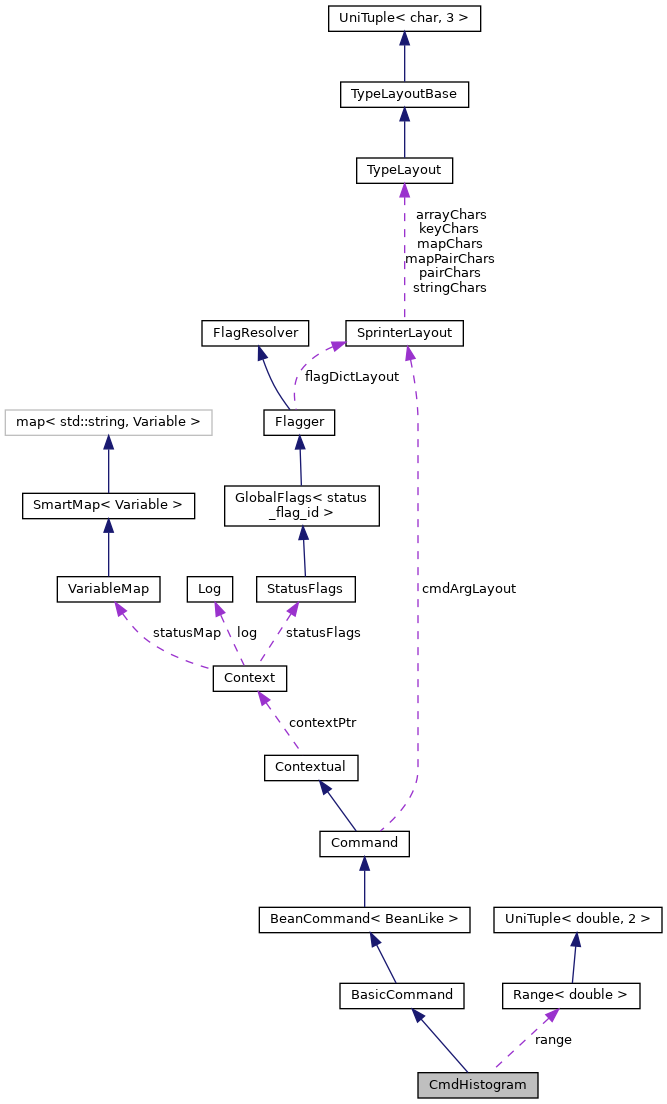 UniTuple< char, 3 >
TypeLayoutBase
TypeLayout
arrayChars
keyChars
mapChars
mapPairChars
pairChars
stringChars
FlagResolver
SprinterLayout
flagDictLayout
map< std::string, Variable >
Flagger
SmartMap< Variable >
GlobalFlags< status
_flag_id >
VariableMap
Log
StatusFlags
cmdArgLayout
statusMap
log
statusFlags
Context
contextPtr
Contextual
Command
BeanCommand< BeanLike >
UniTuple< double, 2 >
BasicCommand
Range< double >
range
CmdHistogram